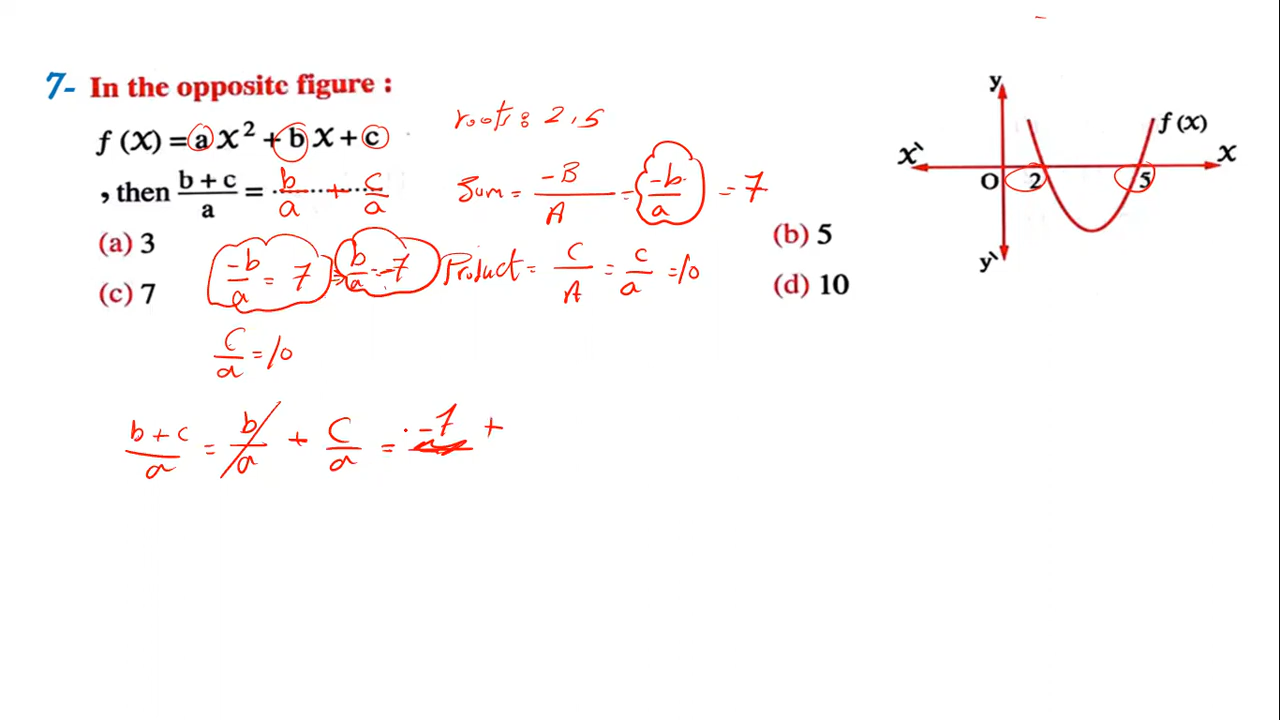 7- In the opposite figure :
f (X) = a X² + b X + c
, then (b + c)/a = b/a + c/a
(a) 3
(b) 5
(c) 7
(d) 10
roots : 2 , 5
Sum = -B/A = -b/a = 7
Product = C/A = c/a = 10
-b/a = 7 ⇒ b/a = -7
C/a = 10
b + c/a = b/a + C/a = -7 +
y
f (X)
X`
X
O
2
5
y`